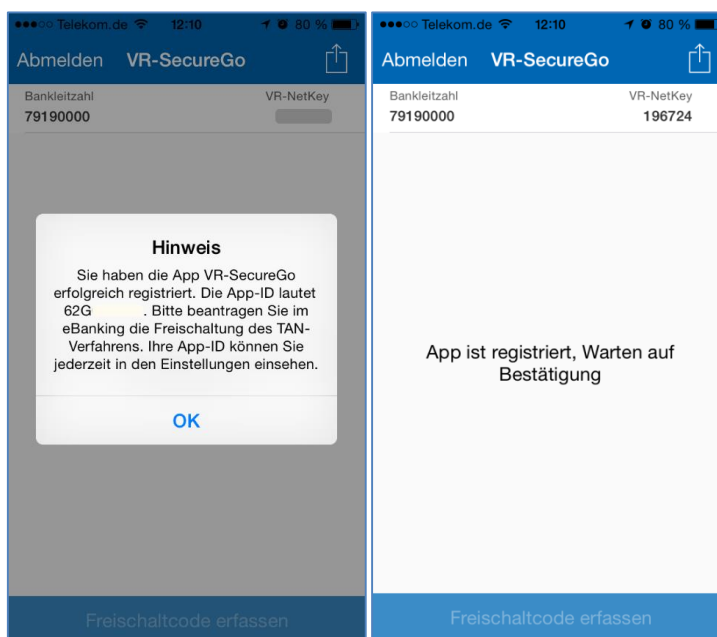 Telekom.de 12:10 80 %
Abmelden VR-SecureGo
Bankleitzahl VR-NetKey
79190000
Hinweis
Sie haben die App VR-SecureGo
erfolgreich registriert. Die App-ID lautet
62G . Bitte beantragen Sie im
eBanking die Freischaltung des TAN-
Verfahrens. Ihre App-ID können Sie
jederzeit in den Einstellungen einsehen.
OK
Freischaltcode erfassen
Telekom.de 12:10 80 %
Abmelden VR-SecureGo
Bankleitzahl VR-NetKey
79190000 196724
App ist registriert, Warten auf
Bestätigung
Freischaltcode erfassen